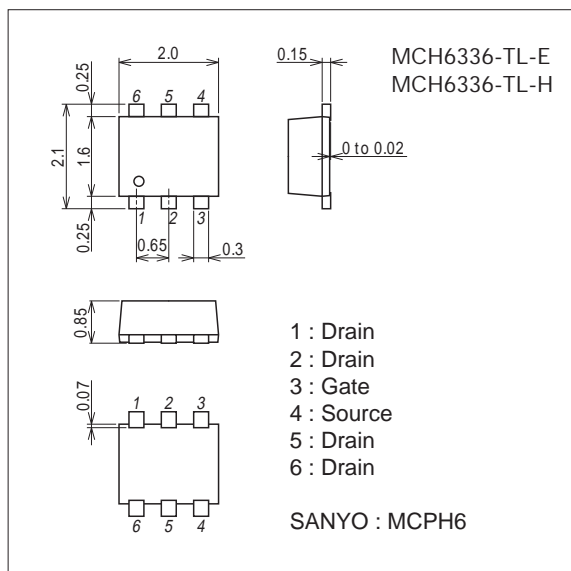 2.0
0.15
MCH6336-TL-E
MCH6336-TL-H
0.25
6 5 4
2.1
1.6
0 to 0.02
0.25
1 2 3
0.65
0.3
0.85
1 : Drain
2 : Drain
3 : Gate
4 : Source
5 : Drain
6 : Drain
0.07
1 2 3
6 5 4
SANYO : MCPH6